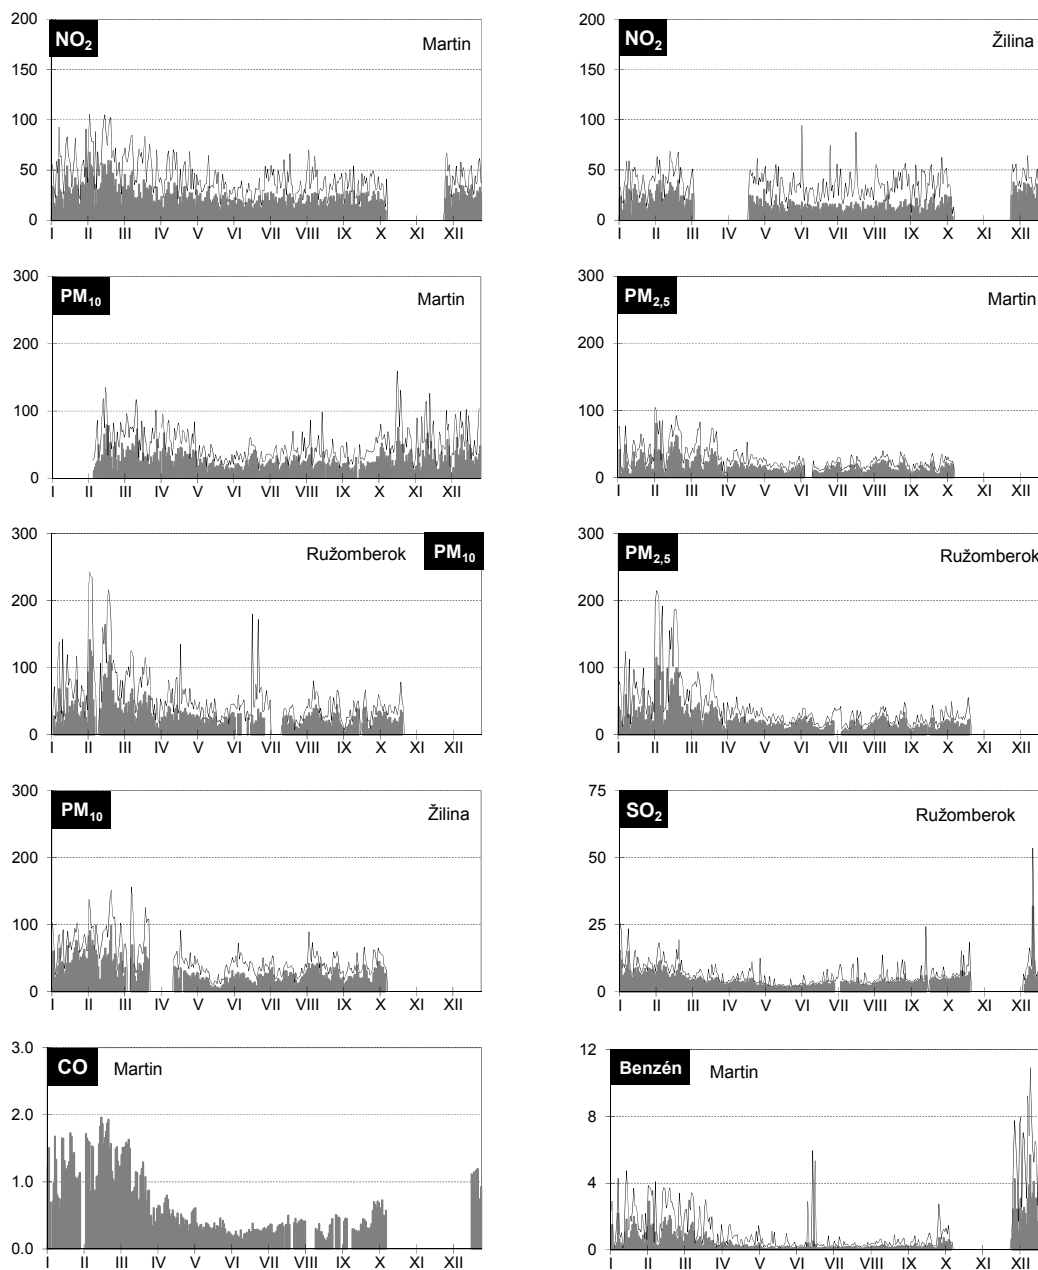 NO2
Martin
200
150
100
50
0
I II III IV V VI VII VIII IX X XI XII
NO2
Žilina
200
150
100
50
0
I II III IV V VI VII VIII IX X XI XII
PM10
Martin
300
200
100
0
I II III IV V VI VII VIII IX X XI XII
PM2,5
Martin
300
200
100
0
I II III IV V VI VII VIII IX X XI XII
Ružomberok
PM10
300
200
100
0
I II III IV V VI VII VIII IX X XI XII
PM2,5
Ružomberok
300
200
100
0
I II III IV V VI VII VIII IX X XI XII
PM10
Žilina
300
200
100
0
I II III IV V VI VII VIII IX X XI XII
SO2
Ružomberok
75
50
25
0
I II III IV V VI VII VIII IX X XI XII
CO
Martin
3.0
2.0
1.0
0.0
I II III IV V VI VII VIII IX X XI XII
Benzén
Martin
12
8
4
0
I II III IV V VI VII VIII IX X XI XII